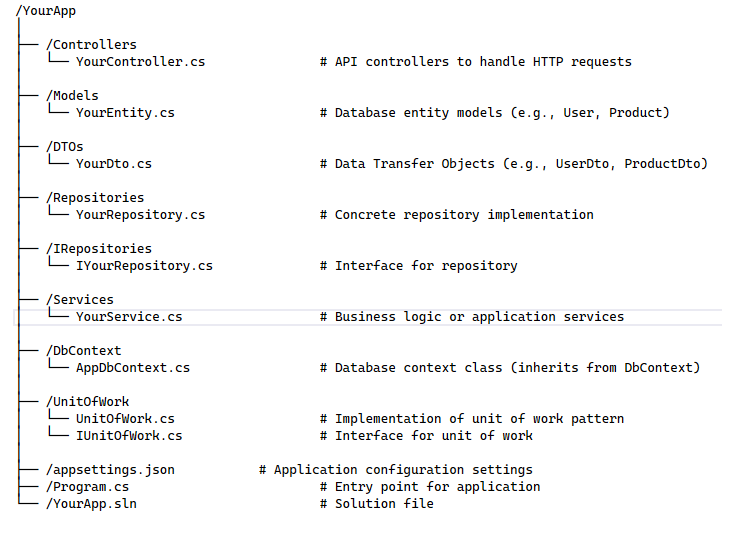 /YourApp
│
├── /Controllers
│   └── YourController.cs               # API controllers to handle HTTP requests
│
├── /Models
│   └── YourEntity.cs                   # Database entity models (e.g., User, Product)
│
├── /DTOs
│   └── YourDto.cs                      # Data Transfer Objects (e.g., UserDto, ProductDto)
│
├── /Repositories
│   └── YourRepository.cs               # Concrete repository implementation
│
├── /IRepositories
│   └── IYourRepository.cs              # Interface for repository
│
├── /Services
│   └── YourService.cs                  # Business logic or application services
│
├── /DbContext
│   └── AppDbContext.cs                 # Database context class (inherits from DbContext)
│
├── /UnitOfWork
│   └── UnitOfWork.cs                   # Implementation of unit of work pattern
│   └── IUnitOfWork.cs                  # Interface for unit of work
│
├── /appsettings.json           # Application configuration settings
├── /Program.cs                         # Entry point for application
└── /YourApp.sln                        # Solution file